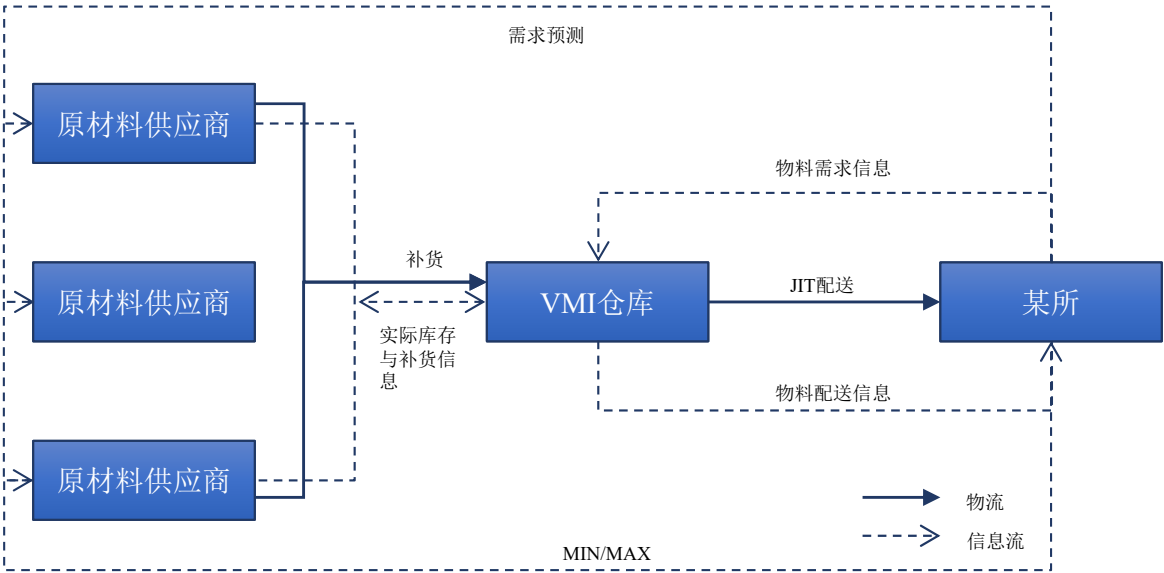 需求预测
原材料供应商
物料需求信息
补货
原材料供应商
VMI仓库
JIT配送
某所
实际库存
与补货信
息
物料配送信息
原材料供应商
物流
信息流
MIN/MAX